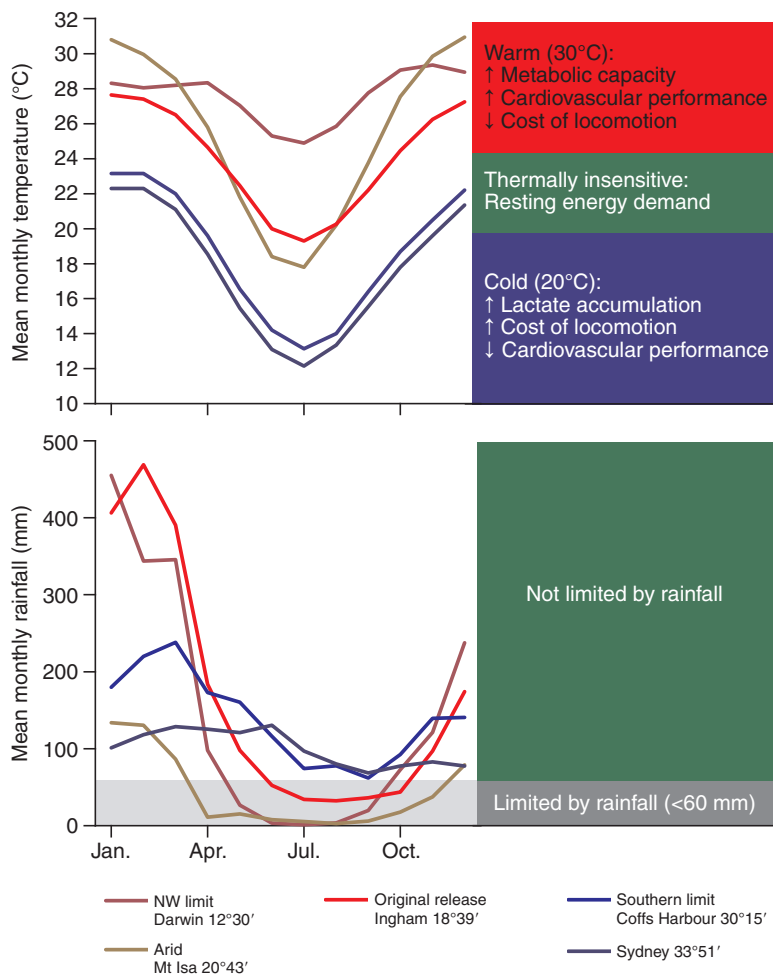 32
30
28
26
24
22
20
18
16
14
12
10
Mean monthly temperature (°C)
Warm (30°C):
↑ Metabolic capacity
↑ Cardiovascular performance
↓ Cost of locomotion
Thermally insensitive:
Resting energy demand
Cold (20°C):
↑ Lactate accumulation
↑ Cost of locomotion
↓ Cardiovascular performance
500
400
300
200
100
0
Mean monthly rainfall (mm)
Not limited by rainfall
Limited by rainfall (<60 mm)
Jan. Apr. Jul. Oct.
NW limit
Darwin 12°30′
Original release
Ingham 18°39′
Southern limit
Coffs Harbour 30°15′
Arid
Mt Isa 20°43′
Sydney 33°51′